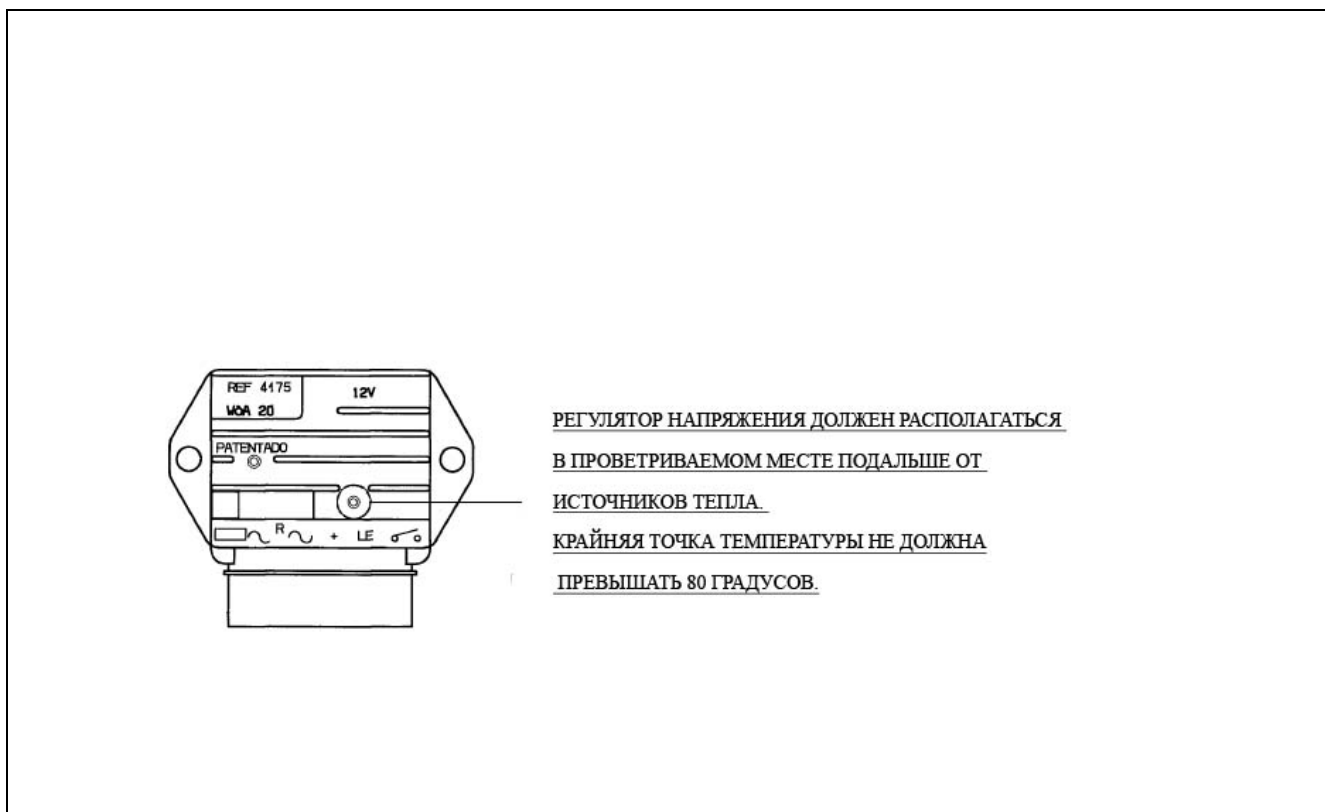 REF 4175
12V
WOA 20
PATENTADO
R + LE
РЕГУЛЯТОР НАПРЯЖЕНИЯ ДОЛЖЕН РАСПОЛАГАТЬСЯ
В ПРОВЕТРИВАЕМОМ МЕСТЕ ПОДАЛЬШЕ ОТ
ИСТОЧНИКОВ ТЕПЛА.
КРАЙНЯЯ ТОЧКА ТЕМПЕРАТУРЫ НЕ ДОЛЖНА
ПРЕВЫШАТЬ 80 ГРАДУСОВ.